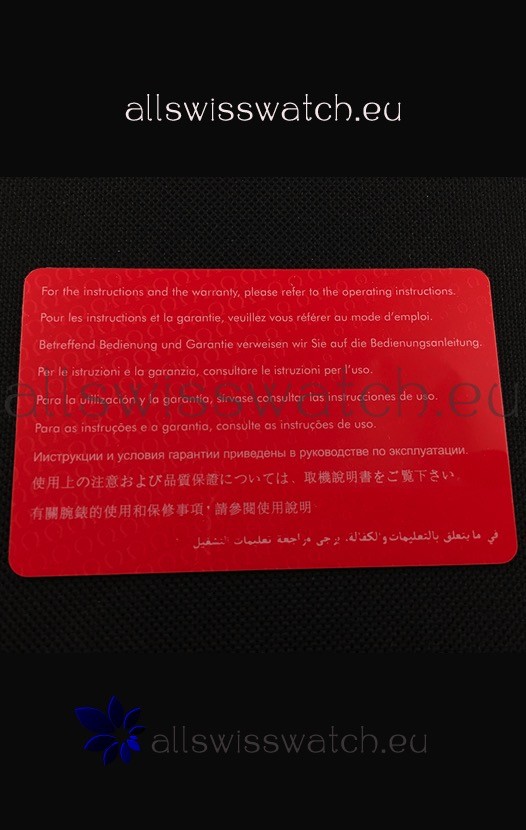 allswisswatch.eu
For the instructions and the warranty, please refer to the operating instructions.
Pour les instructions et la garantie, veuillez vous référer au mode d'emploi.
Betreffend Bedienung und Garantie verweisen wir Sie auf die Bedienungsanleitung.
Per le istruzioni e la garanzia, consultare le istruzioni per l'uso.
allswisswatch.eu
Para la utilización y la garantía, sírvase consultar las instrucciones de uso.
Para as instruções e a garantia, consulte as instruções de uso.
Инструкции и условия гарантии приведены в руководстве по эксплуатации.
使用上の注意および品質保證については、取機說明書をご覽下さい
有關腕錶的使用和保修事項，請參閱使用說明
في ما يتعلق بالتعليمات والكفالة، يرجى مراجعة تعليمات التشغيل
allswisswatch.eu